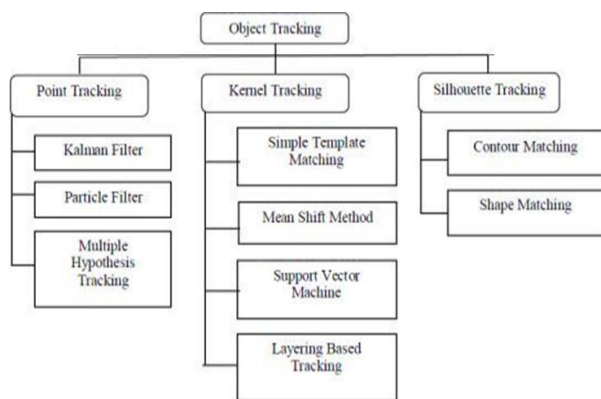 Object Tracking
Point Tracking
Kernel Tracking
Silhouette Tracking
Kalman Filter
Particle Filter
Multiple
Hypothesis
Tracking
Simple Template
Matching
Mean Shift Method
Support Vector
Machine
Layering Based
Tracking
Contour Matching
Shape Matching